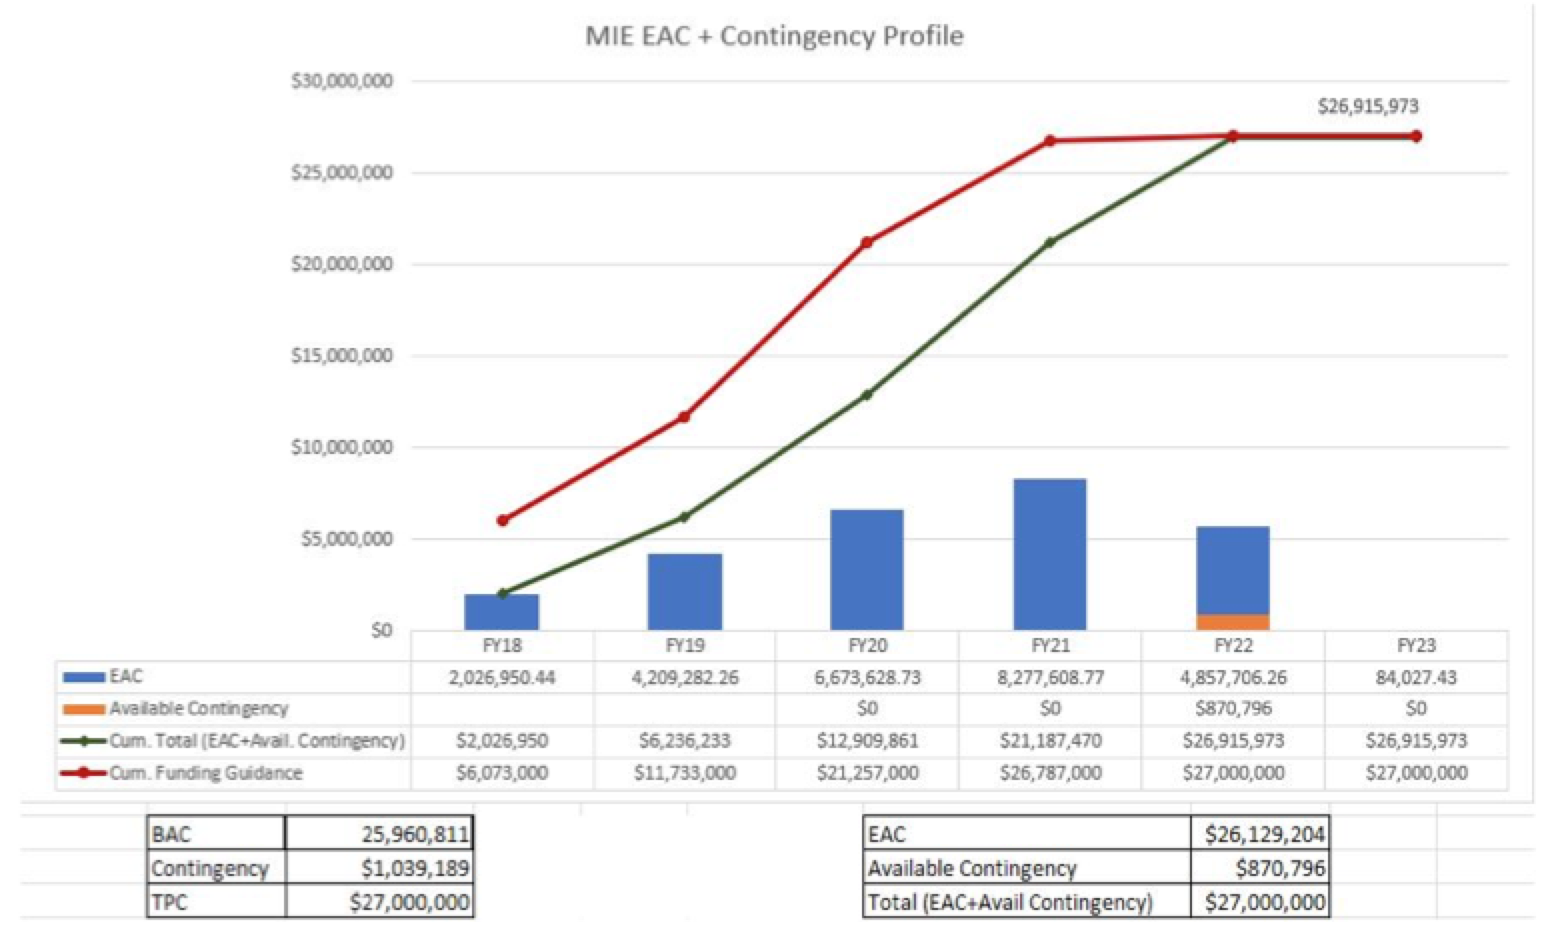 MIE EAC + Contingency Profile
$30,000,000
$26,915,973
$25,000,000
$20,000,000
$15,000,000
$10,000,000
$5,000,000
$0
FY18 FY19 FY20 FY21 FY22 FY23
EAC 2,026,950.44 4,209,282.26 6,673,628.73 8,277,608.77 4,857,706.26 84,027.43
Available Contingency $0 $0 $870,796 $0
Cum. Total (EAC+Avail. Contingency) $2,026,950 $6,236,233 $12,909,861 $21,187,470 $26,915,973 $26,915,973
Cum. Funding Guidance $6,073,000 $11,733,000 $21,257,000 $26,787,000 $27,000,000 $27,000,000
BAC 25,960,811 EAC $26,129,204
Contingency $1,039,189 Available Contingency $870,796
TPC $27,000,000 Total (EAC+Avail Contingency) $27,000,000